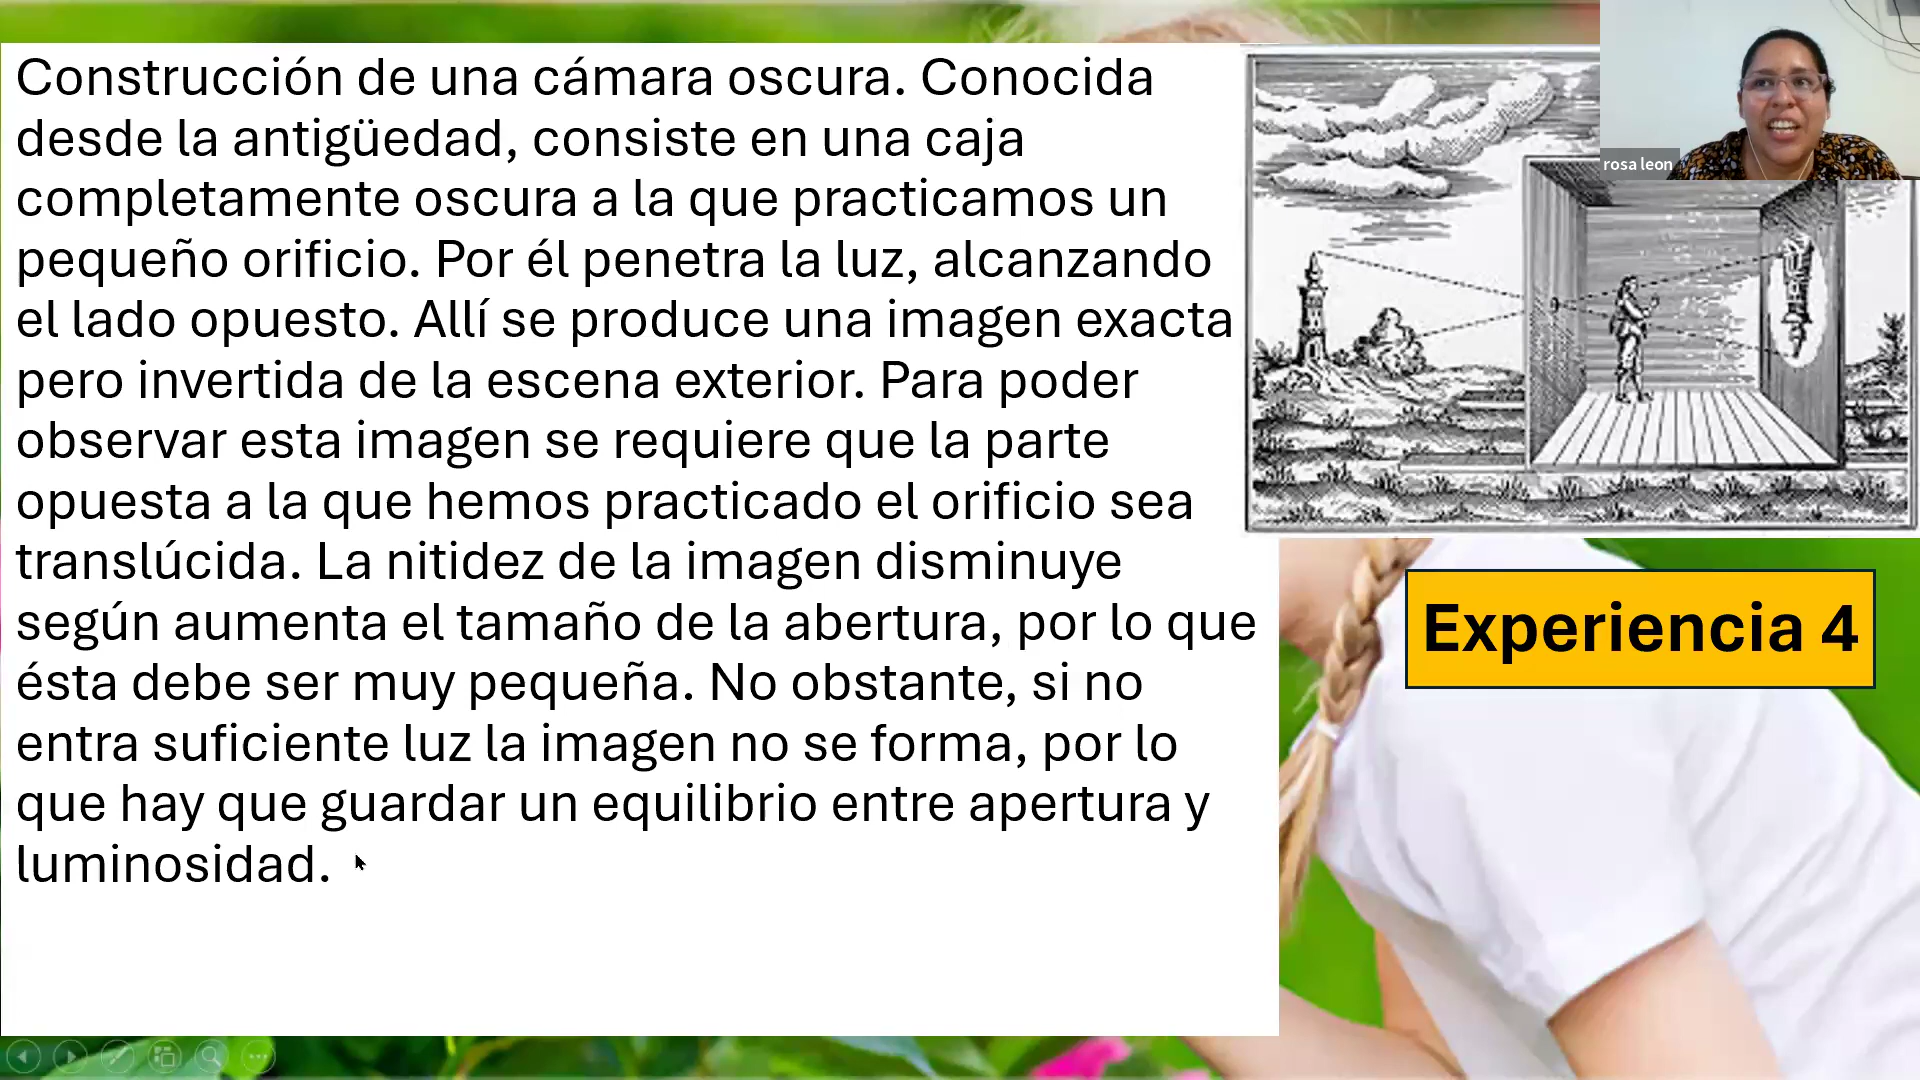 Construcción de una cámara oscura. Conocida
desde la antigüedad, consiste en una caja
completamente oscura a la que practicamos un
pequeño orificio. Por él penetra la luz, alcanzando
el lado opuesto. Allí se produce una imagen exacta
pero invertida de la escena exterior. Para poder
observar esta imagen se requiere que la parte
opuesta a la que hemos practicado el orificio sea
translúcida. La nitidez de la imagen disminuye
según aumenta el tamaño de la abertura, por lo que
ésta debe ser muy pequeña. No obstante, si no
entra suficiente luz la imagen no se forma, por lo
que hay que guardar un equilibrio entre apertura y
luminosidad.
rosa leon
Experiencia 4